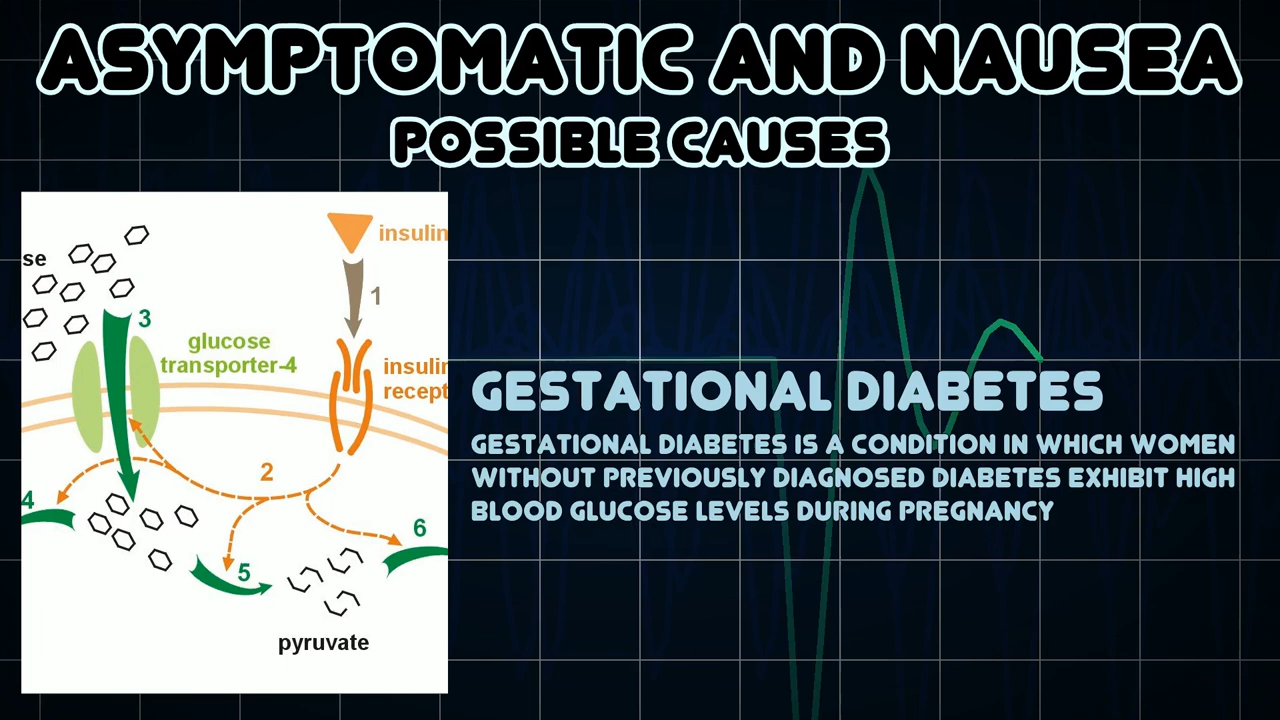 ASYMPTOMATIC AND NAUSEA
POSSIBLE CAUSES
insulin
se
1
3
glucose
transporter-4
insulin
recept
2
4
6
5
pyruvate
GESTATIONAL DIABETES
GESTATIONAL DIABETES IS A CONDITION IN WHICH WOMEN
WITHOUT PREVIOUSLY DIAGNOSED DIABETES EXHIBIT HIGH
BLOOD GLUCOSE LEVELS DURING PREGNANCY